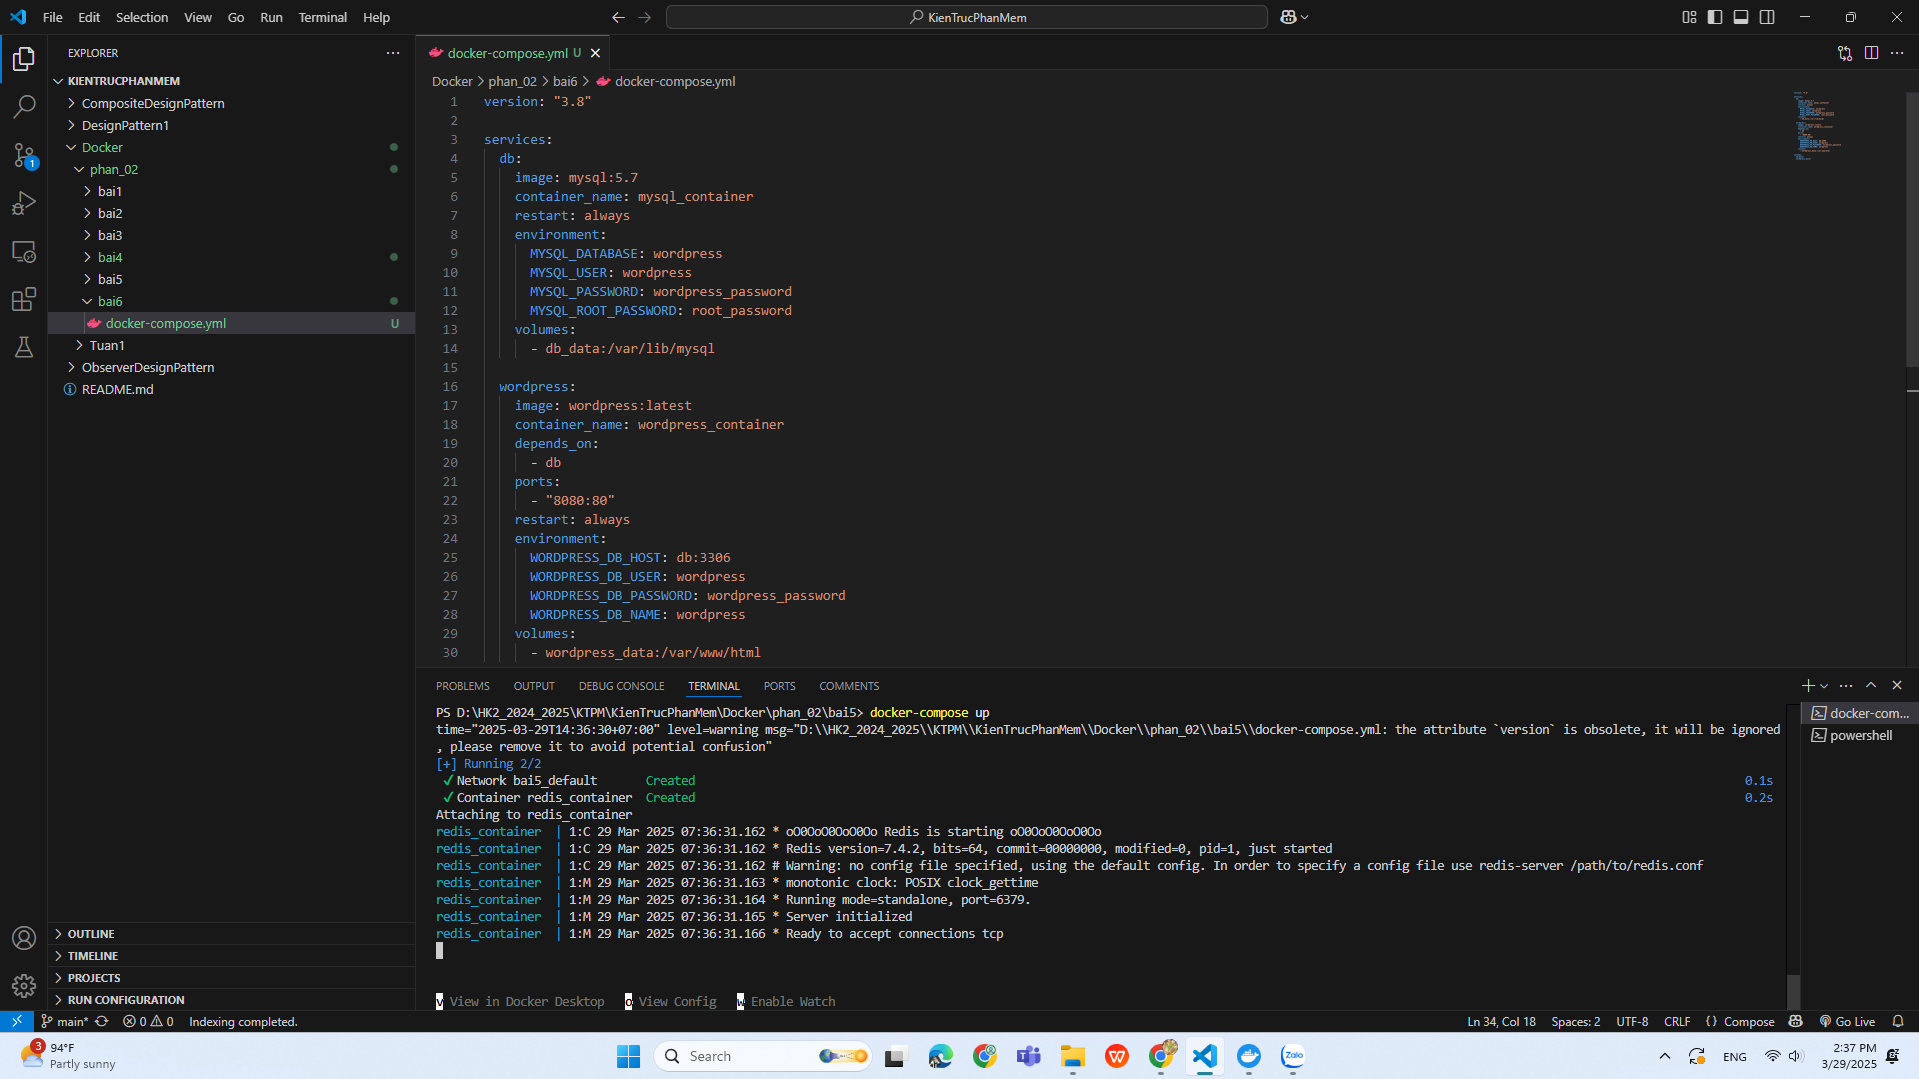 File Edit Selection View Go Run Terminal Help
KienTrucPhanMem
EXPLORER
KIENTRUCPHANMEM
CompositeDesignPattern
DesignPattern1
Docker
phan_02
bai1
bai2
bai3
bai4
bai5
bai6
docker-compose.yml U
Tuan1
ObserverDesignPattern
README.md
OUTLINE
TIMELINE
PROJECTS
RUN CONFIGURATION
1
docker-compose.yml U
Docker > phan_02 > bai6 > docker-compose.yml
1 version: "3.8"
2
3 services:
4 db:
5 image: mysql:5.7
6 container_name: mysql_container
7 restart: always
8 environment:
9 MYSQL_DATABASE: wordpress
10 MYSQL_USER: wordpress
11 MYSQL_PASSWORD: wordpress_password
12 MYSQL_ROOT_PASSWORD: root_password
13 volumes:
14 - db_data:/var/lib/mysql
15
16 wordpress:
17 image: wordpress:latest
18 container_name: wordpress_container
19 depends_on:
20 - db
21 ports:
22 - "8080:80"
23 restart: always
24 environment:
25 WORDPRESS_DB_HOST: db:3306
26 WORDPRESS_DB_USER: wordpress
27 WORDPRESS_DB_PASSWORD: wordpress_password
28 WORDPRESS_DB_NAME: wordpress
29 volumes:
30 - wordpress_data:/var/www/html
PROBLEMS OUTPUT DEBUG CONSOLE TERMINAL PORTS COMMENTS
PS D:\HK2_2024_2025\KTPM\KienTrucPhanMem\Docker\phan_02\bai5> docker-compose up
time="2025-03-29T14:36:30+07:00" level=warning msg="D:\\HK2_2024_2025\\KTPM\\KienTrucPhanMem\\Docker\\phan_02\\bai5\\docker-compose.yml: the attribute `version` is obsolete, it will be ignored
, please remove it to avoid potential confusion"
[+] Running 2/2
✓Network bai5_default Created 0.1s
✓Container redis_container Created 0.2s
Attaching to redis_container
redis_container | 1:C 29 Mar 2025 07:36:31.162 * oO0OoO0OoO0Oo Redis is starting oO0OoO0OoO0Oo
redis_container | 1:C 29 Mar 2025 07:36:31.162 * Redis version=7.4.2, bits=64, commit=00000000, modified=0, pid=1, just started
redis_container | 1:C 29 Mar 2025 07:36:31.162 # Warning: no config file specified, using the default config. In order to specify a config file use redis-server /path/to/redis.conf
redis_container | 1:M 29 Mar 2025 07:36:31.163 * monotonic clock: POSIX clock_gettime
redis_container | 1:M 29 Mar 2025 07:36:31.164 * Running mode=standalone, port=6379.
redis_container | 1:M 29 Mar 2025 07:36:31.165 * Server initialized
redis_container | 1:M 29 Mar 2025 07:36:31.166 * Ready to accept connections tcp
v View in Docker Desktop o View Config w Enable Watch
docker-com...
powershell
main* 0 0 Indexing completed.
Ln 34, Col 18 Spaces: 2 UTF-8 CRLF {} Compose Go Live
3
94°F
Partly sunny
Search
Zalo
ENG
2:37 PM
3/29/2025